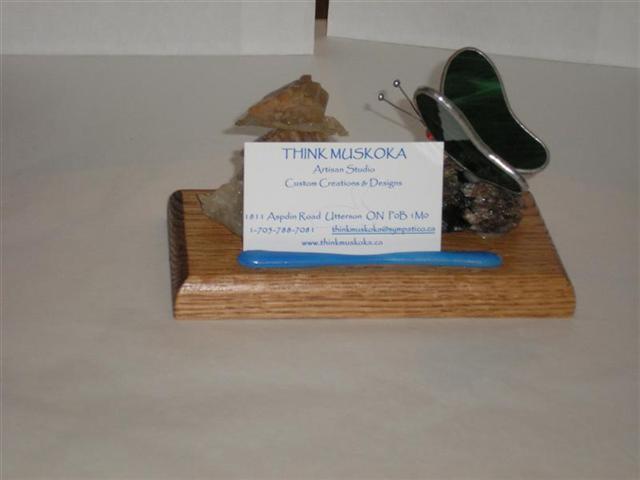 THINK MUSKOKA
Artisan Studio
Custom Creations & Designs
1811 Aspdin Road Utterson ON P0B 1M0
1-705-788-7081 thinkmuskoka@sympatico.ca
www.thinkmuskoka.ca